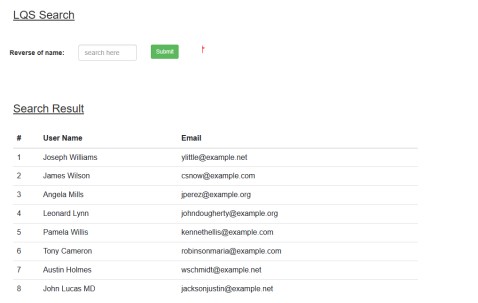 LQS Search
Reverse of name: search here Submit
Search Result
# User Name Email
1 Joseph Williams ylittle@example.net
2 James Wilson csnow@example.com
3 Angela Mills jperez@example.org
4 Leonard Lynn johndougherty@example.org
5 Pamela Willis kennethellis@example.com
6 Tony Cameron robinsonmaria@example.com
7 Austin Holmes wschmidt@example.net
8 John Lucas MD jacksonjustin@example.net